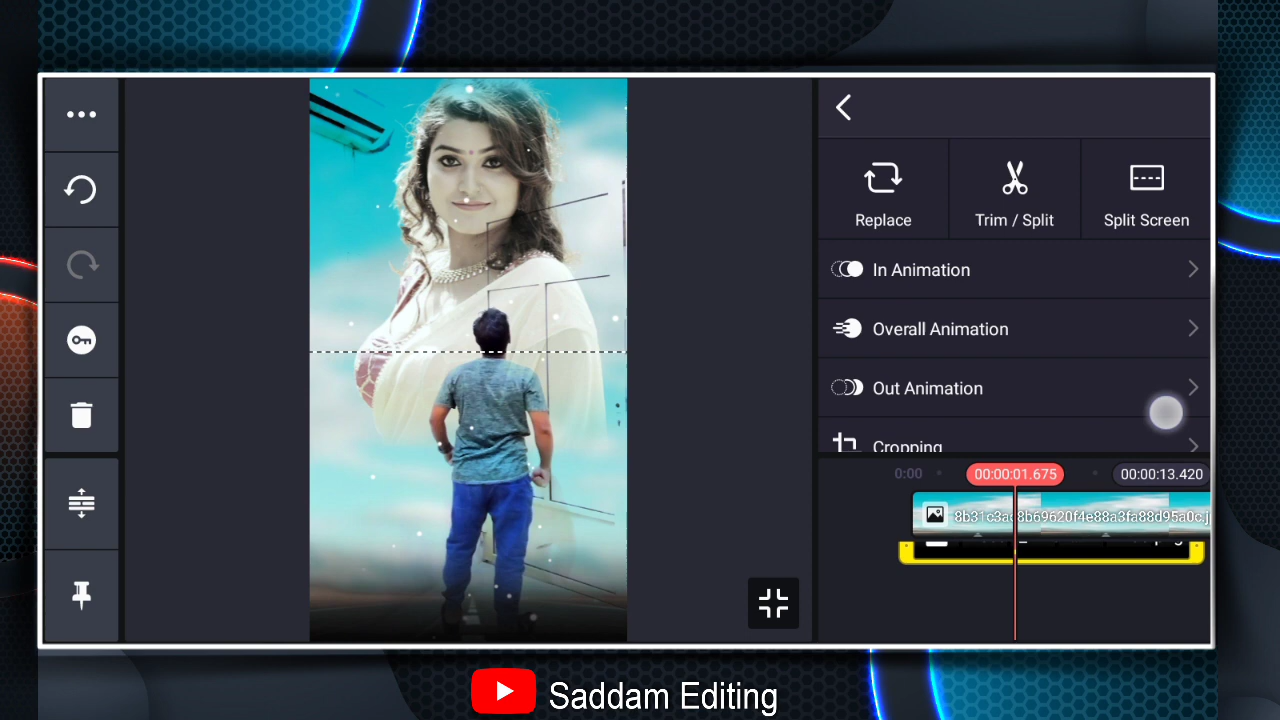 Replace
Trim / Split
Split Screen
In Animation
Overall Animation
Out Animation
Cropping
0:00
00:00:01.675
00:00:13.420
8b31c3ac8b69620f4e88a3fa88d95a0c.j
Saddam Editing